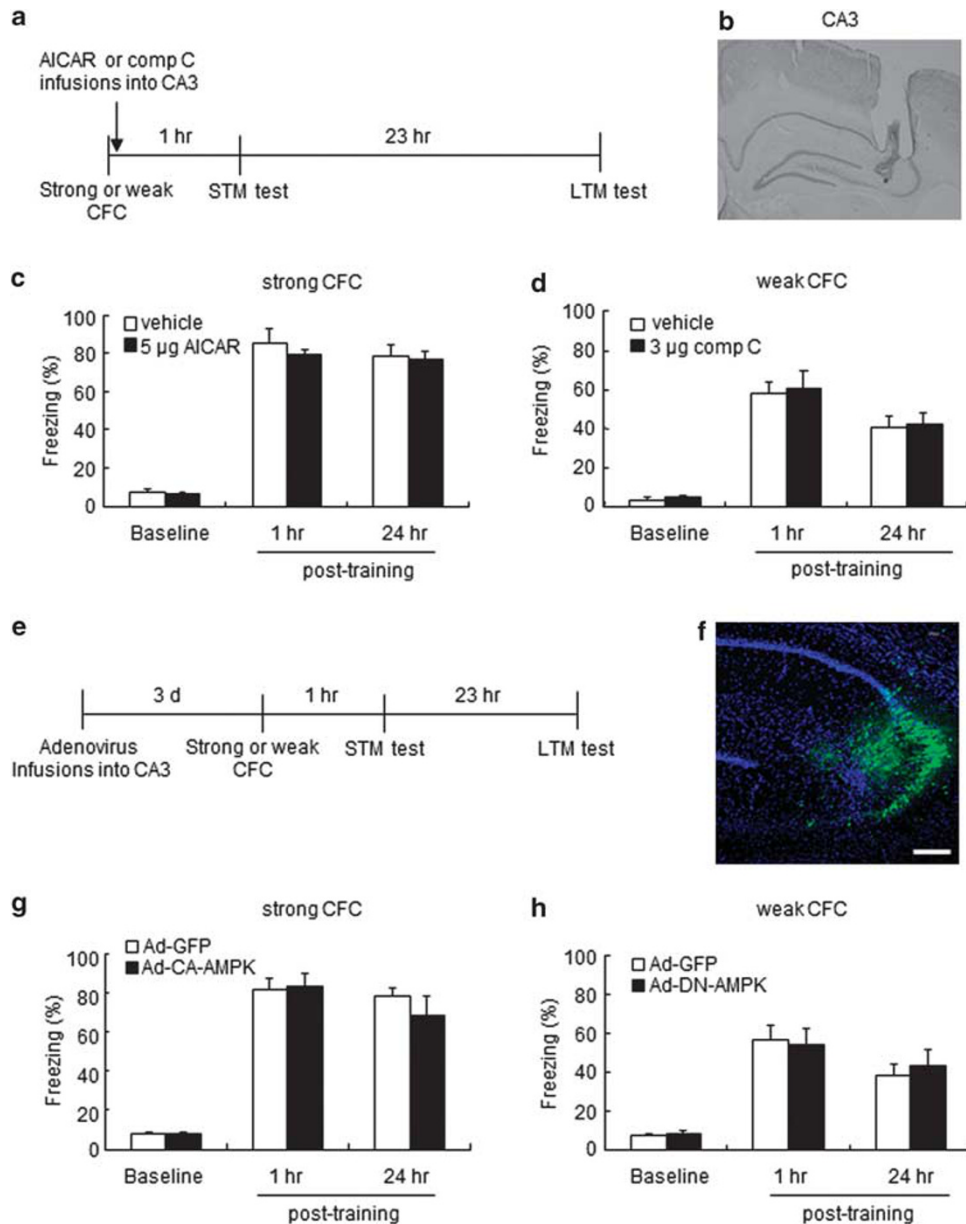 a
AICAR or comp C
infusions into CA3
1 hr
23 hr
Strong or weak
CFC
STM test
LTM test
b
CA3
c
strong CFC
vehicle
5 µg AICAR
Freezing (%)
100
80
60
40
20
0
Baseline
1 hr
24 hr
post-training
d
weak CFC
vehicle
3 µg comp C
Freezing (%)
100
80
60
40
20
0
Baseline
1 hr
24 hr
post-training
e
3 d
1 hr
23 hr
Adenovirus
Infusions into CA3
Strong or weak
CFC
STM test
LTM test
f
g
strong CFC
Ad-GFP
Ad-CA-AMPK
Freezing (%)
100
80
60
40
20
0
Baseline
1 hr
24 hr
post-training
h
weak CFC
Ad-GFP
Ad-DN-AMPK
Freezing (%)
100
80
60
40
20
0
Baseline
1 hr
24 hr
post-training